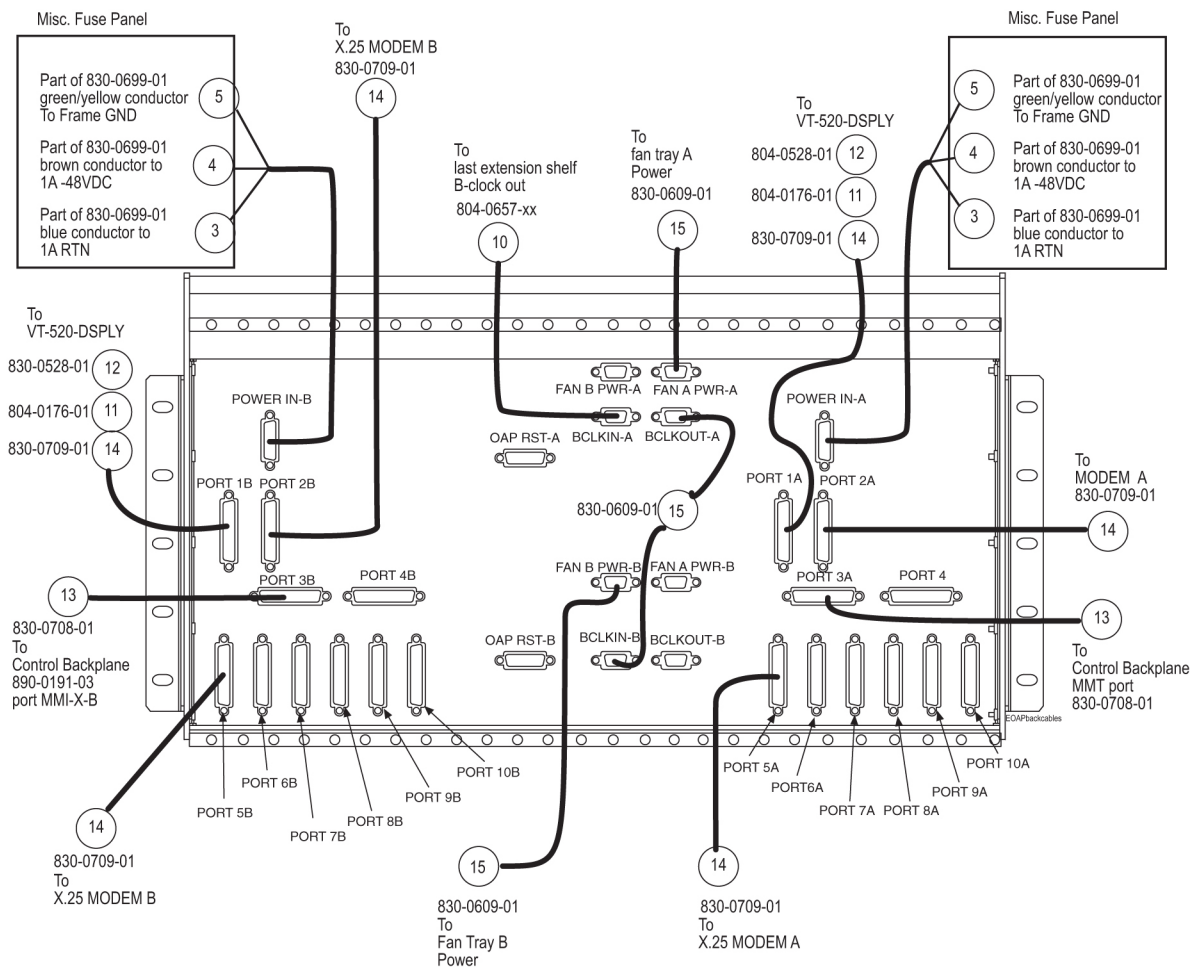 Misc. Fuse Panel
Part of 830-0699-01
green/yellow conductor
To Frame GND
5
Part of 830-0699-01
brown conductor to
1A -48VDC
4
Part of 830-0699-01
blue conductor to
1A RTN
3
To
X.25 MODEM B
830-0709-01
14
To
last extension shelf
B-clock out
804-0657-xx
10
To
fan tray A
Power
830-0609-01
15
To
VT-520-DSPLY
804-0528-01 12
804-0176-01 11
830-0709-01 14
Misc. Fuse Panel
5
Part of 830-0699-01
green/yellow conductor
To Frame GND
4
Part of 830-0699-01
brown conductor to
1A -48VDC
3
Part of 830-0699-01
blue conductor to
1A RTN
To
VT-520-DSPLY
830-0528-01 12
804-0176-01 11
830-0709-01 14
POWER IN-B
FAN B PWR-A
FAN A PWR-A
POWER IN-A
OAP RST-A
BCLKIN-A
BCLKOUT-A
PORT 1B
PORT 2B
PORT 1A
PORT 2A
To
MODEM A
830-0709-01
14
830-0609-01 15
FAN B PWR-B
FAN A PWR-B
PORT 3B
PORT 4B
PORT 3A
PORT 4
13
830-0708-01
To
Control Backplane
890-0191-03
port MMI-X-B
13
To
Control Backplane
MMT port
830-0708-01
OAP RST-B
BCLKIN-B
BCLKOUT-B
EOAPbackcables
PORT 5B
PORT 6B
PORT 7B
PORT 8B
PORT 9B
PORT 10B
PORT 5A
PORT6A
PORT 7A
PORT 8A
PORT 9A
PORT 10A
14
830-0709-01
To
X.25 MODEM B
15
830-0609-01
To
Fan Tray B
Power
14
830-0709-01
To
X.25 MODEM A